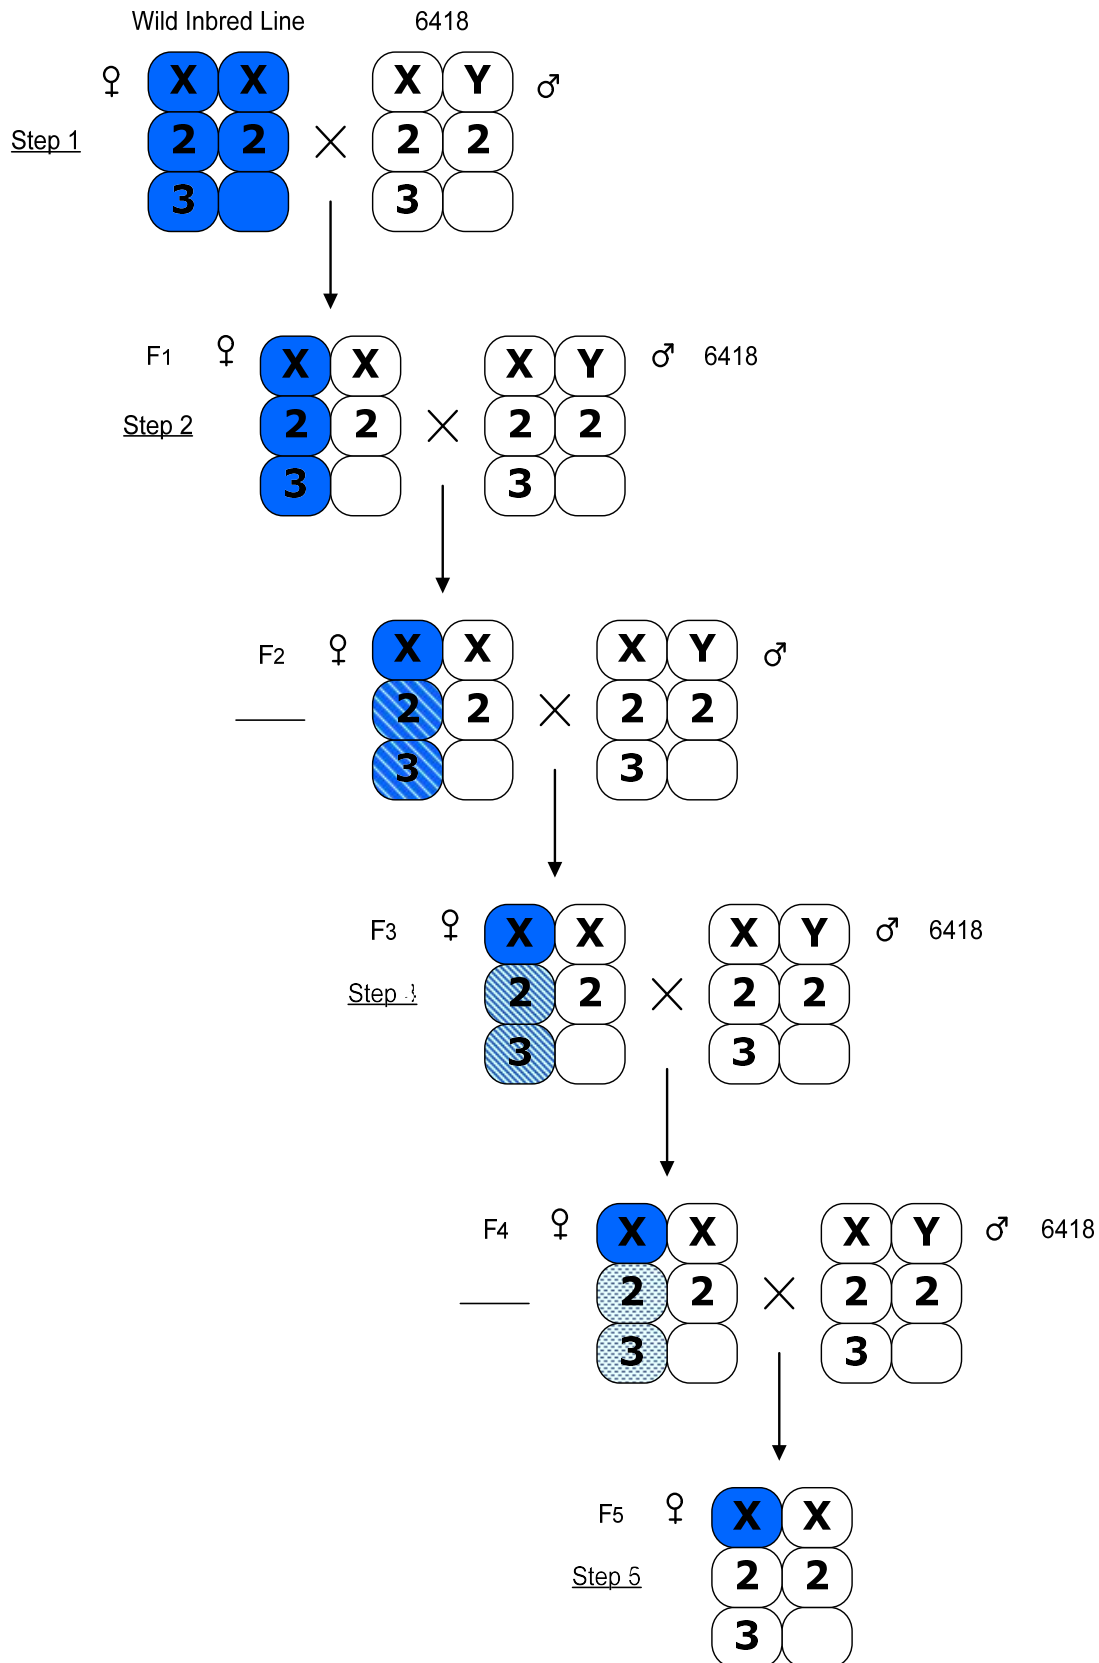 Wild Inbred Line 6418
♀ X X X Y ♂
Step 1 2 2 × 2 2
3 3
F1 ♀ X X X Y ♂ 6418
Step 2 2 2 × 2 2
3 3
F2 ♀ X X X Y ♂
2 2 × 2 2
3 3
F3 ♀ X X X Y ♂ 6418
Step 2 2 × 2 2
3 3
F4 ♀ X X X Y ♂ 6418
2 2 × 2 2
3 3
F5 ♀ X X
Step 5 2 2
3